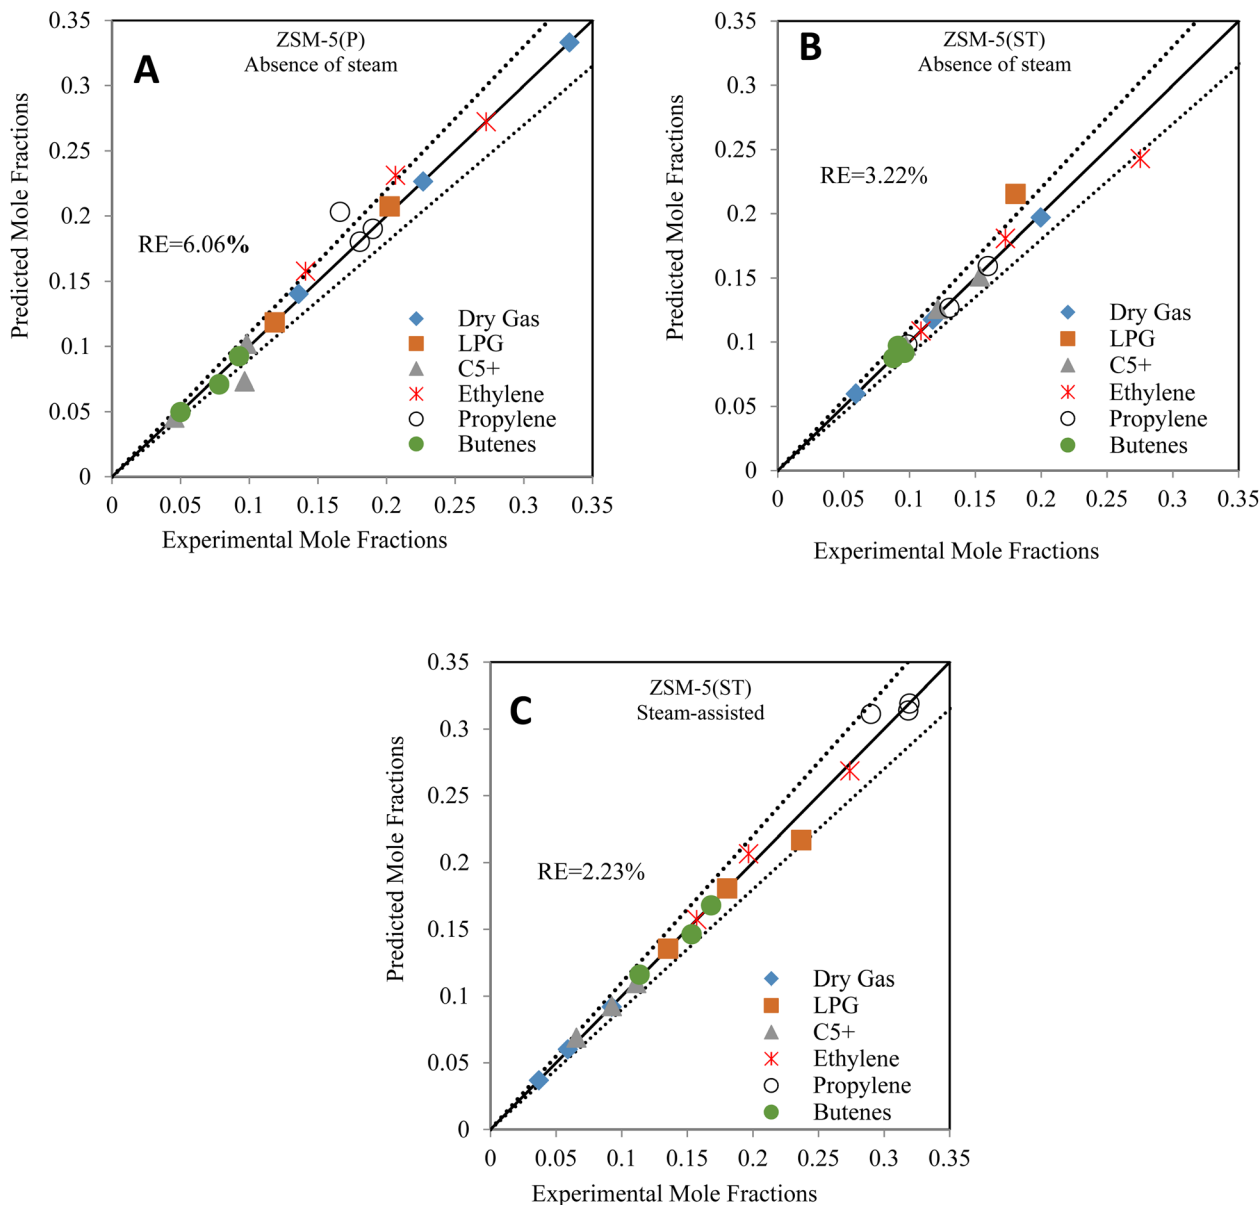 A
ZSM-5(P)
Absence of steam
RE=6.06%
Predicted Mole Fractions
0.35
0.3
0.25
0.2
0.15
0.1
0.05
0
0 0.05 0.1 0.15 0.2 0.25 0.3 0.35
Experimental Mole Fractions
Dry Gas
LPG
C5+
Ethylene
Propylene
Butenes
B
ZSM-5(ST)
Absence of steam
RE=3.22%
Predicted Mole Fractions
0.35
0.3
0.25
0.2
0.15
0.1
0.05
0
0 0.05 0.1 0.15 0.2 0.25 0.3 0.35
Experimental Mole Fractions
Dry Gas
LPG
C5+
Ethylene
Propylene
Butenes
C
ZSM-5(ST)
Steam-assisted
RE=2.23%
Predicted Mole Fractions
0.35
0.3
0.25
0.2
0.15
0.1
0.05
0
0 0.05 0.1 0.15 0.2 0.25 0.3 0.35
Experimental Mole Fractions
Dry Gas
LPG
C5+
Ethylene
Propylene
Butenes